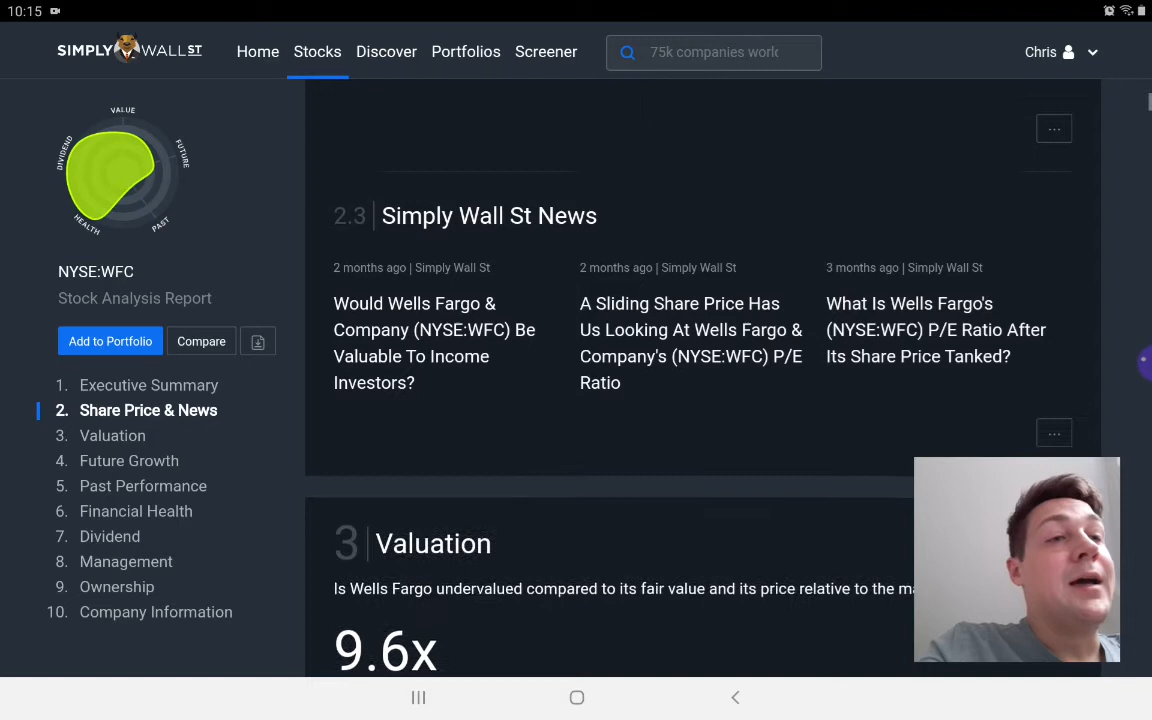 10:15
SIMPLY WALL ST
Home Stocks Discover Portfolios Screener
75k companies work
Chris
VALUE
FUTURE
PAST
HEALTH
DIVIDEND
NYSE:WFC
Stock Analysis Report
Add to Portfolio
Compare
1. Executive Summary
2. Share Price & News
3. Valuation
4. Future Growth
5. Past Performance
6. Financial Health
7. Dividend
8. Management
9. Ownership
10. Company Information
...
2.3 Simply Wall St News
2 months ago | Simply Wall St
Would Wells Fargo &
Company (NYSE:WFC) Be
Valuable To Income
Investors?
2 months ago | Simply Wall St
A Sliding Share Price Has
Us Looking At Wells Fargo &
Company's (NYSE:WFC) P/E
Ratio
3 months ago | Simply Wall St
What Is Wells Fargo's
(NYSE:WFC) P/E Ratio After
Its Share Price Tanked?
...
3 Valuation
Is Wells Fargo undervalued compared to its fair value and its price relative to the ma
9.6x